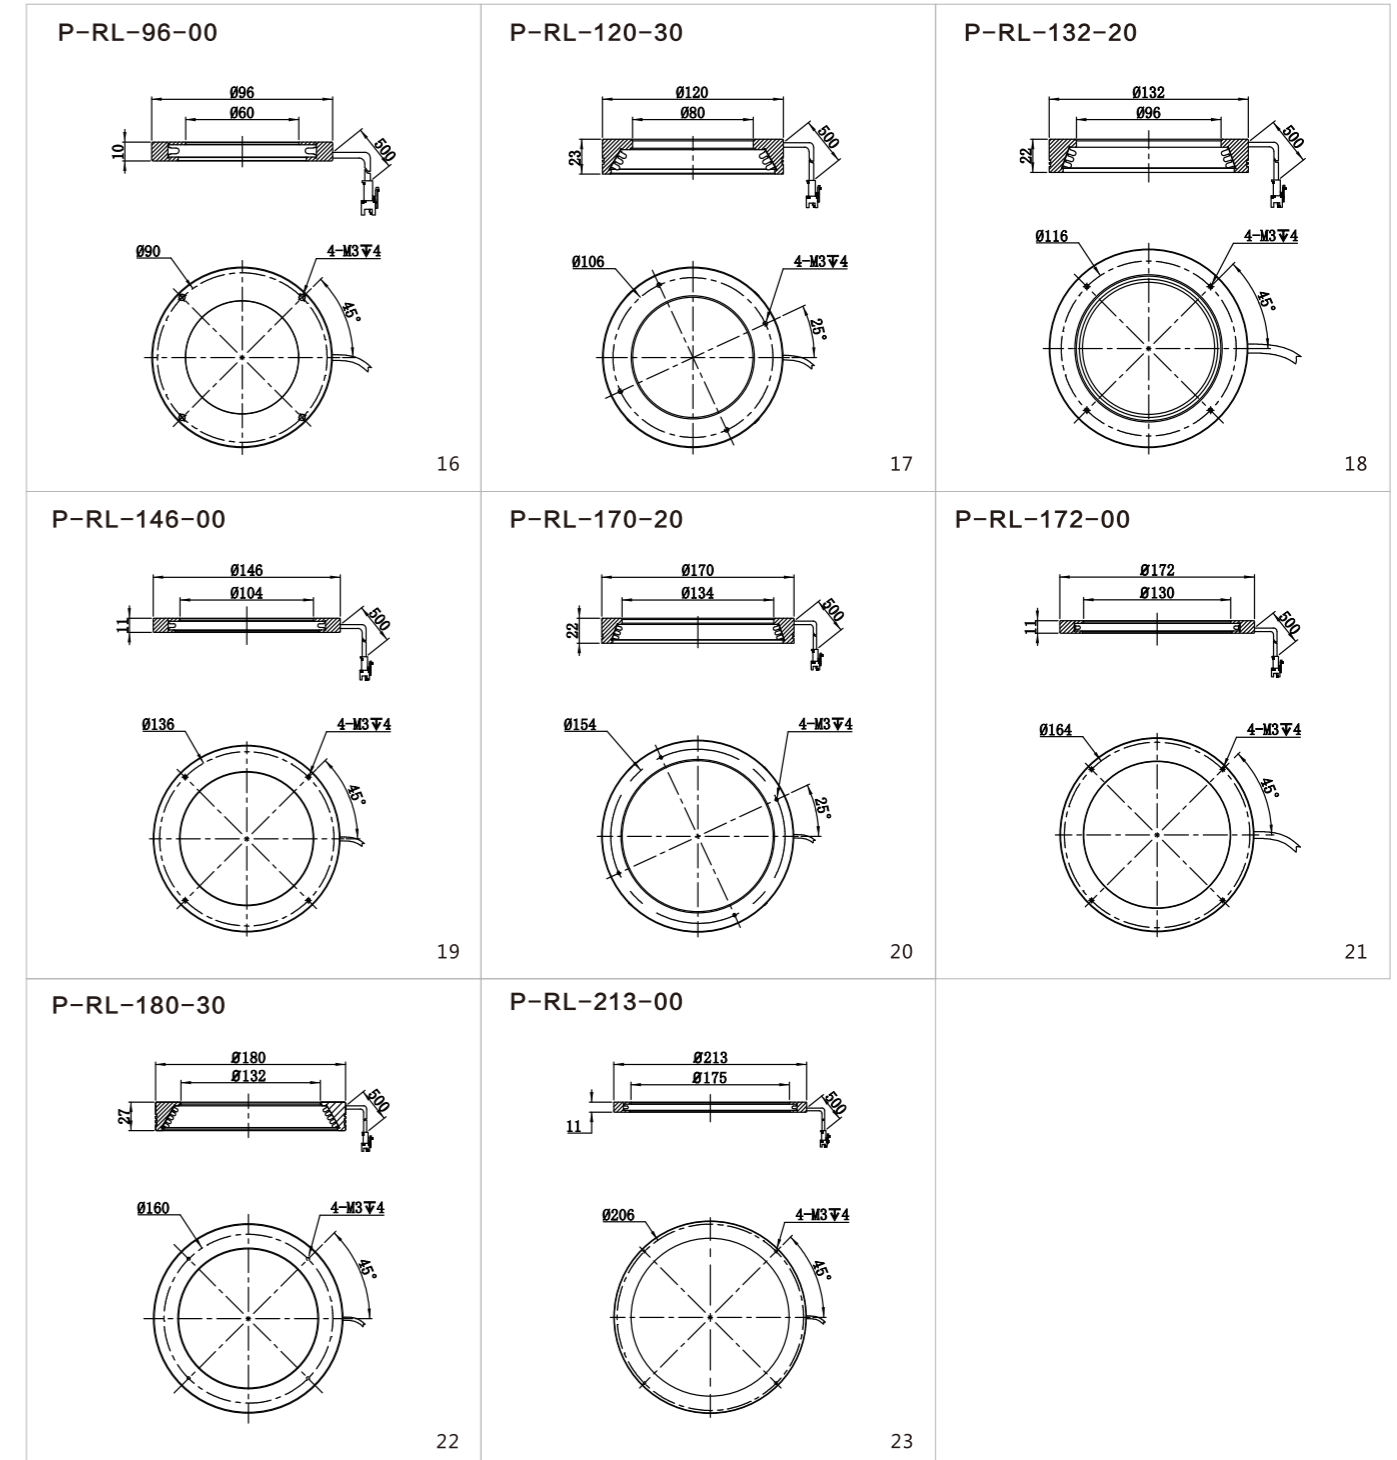 P-RL-96-00
Ø96
Ø60
10
500
Ø90
4-M3↧4
45°
16
P-RL-120-30
Ø120
Ø80
23
500
Ø106
4-M3↧4
25°
17
P-RL-132-20
Ø132
Ø96
22
500
Ø116
4-M3↧4
45°
18
P-RL-146-00
Ø146
Ø104
11
500
Ø136
4-M3↧4
45°
19
P-RL-170-20
Ø170
Ø134
22
500
Ø154
4-M3↧4
25°
20
P-RL-172-00
Ø172
Ø130
11
500
Ø164
4-M3↧4
45°
21
P-RL-180-30
Ø180
Ø132
27
500
Ø160
4-M3↧4
45°
22
P-RL-213-00
Ø213
Ø175
11
500
Ø206
4-M3↧4
45°
23